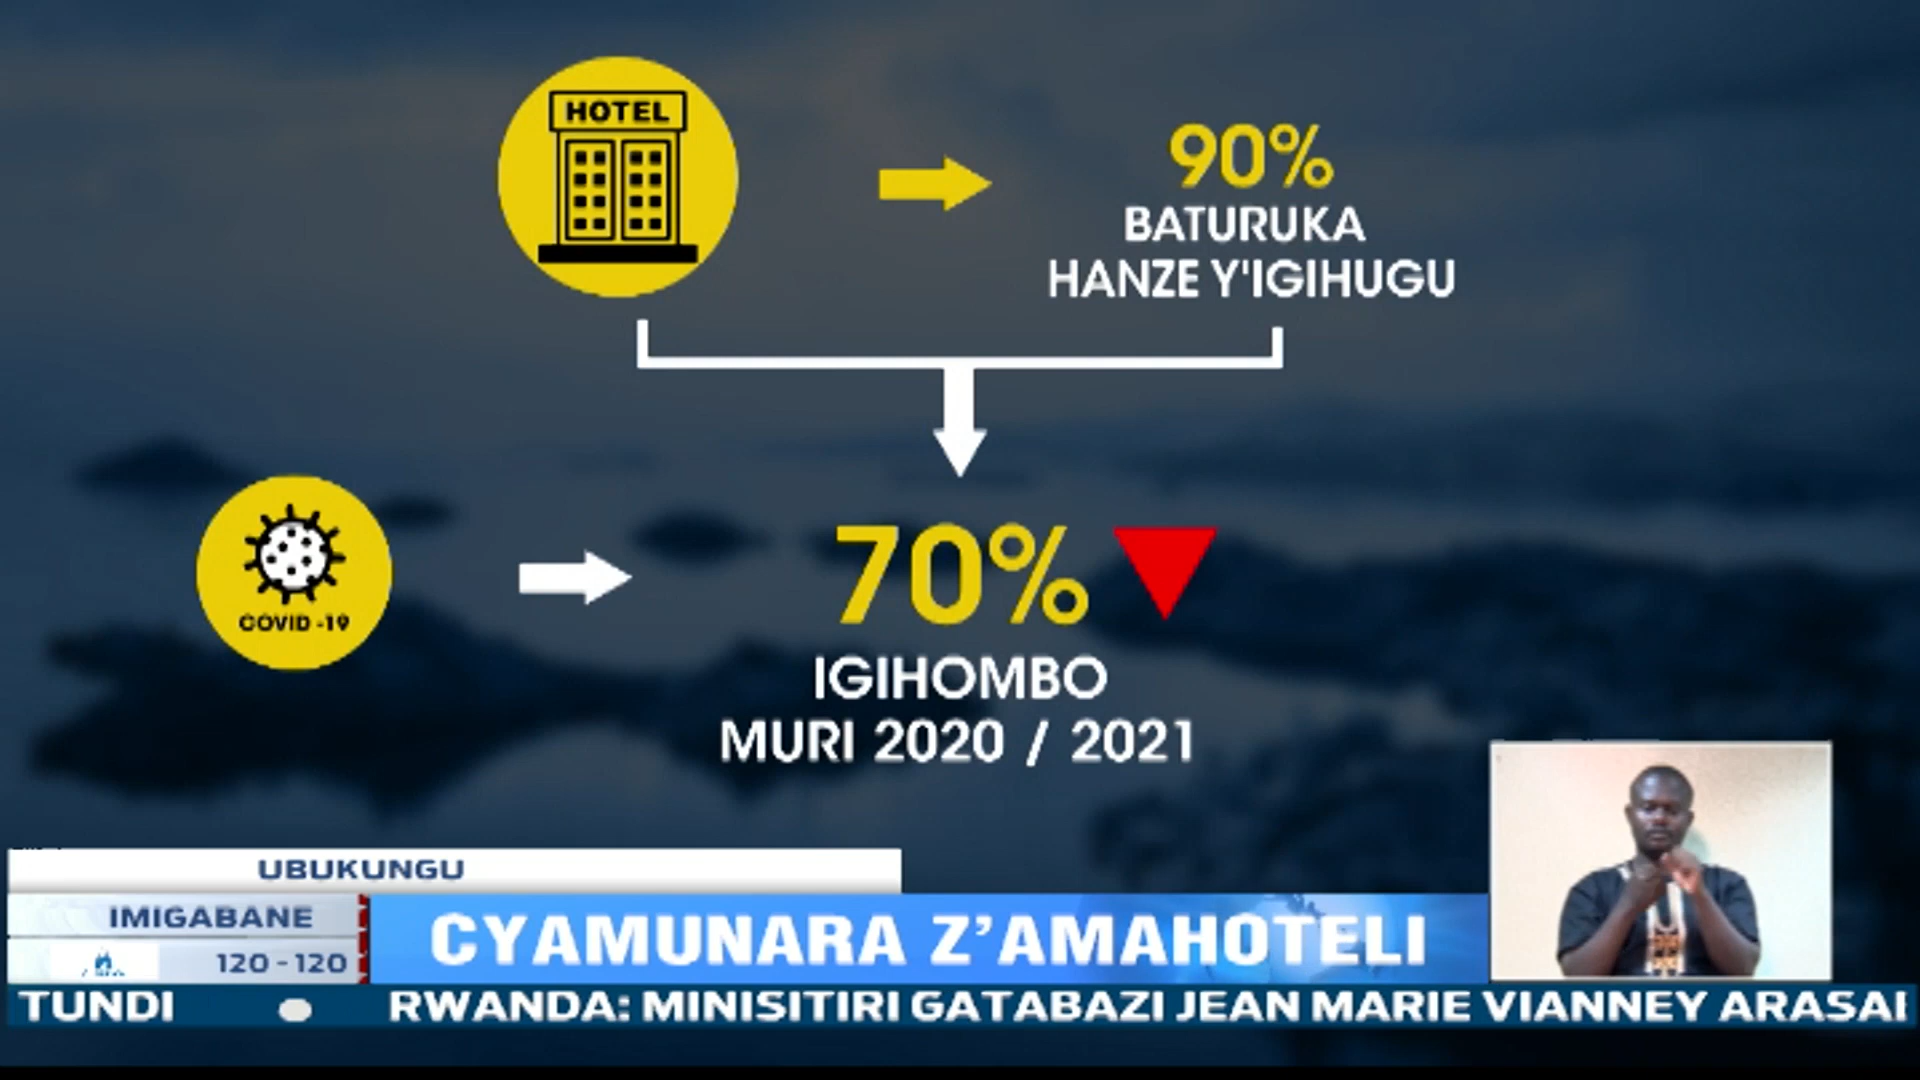 HOTEL
90%
BATURUKA
HANZE Y'IGIHUGU
COVID -19
70%
IGIHOMBO
MURI 2020 / 2021
UBUKUNGU
IMIGABANE
120 - 120
CYAMUNARA Z’AMAHOTELI
TUNDI
RWANDA: MINISITIRI GATABAZI JEAN MARIE VIANNEY ARASAI